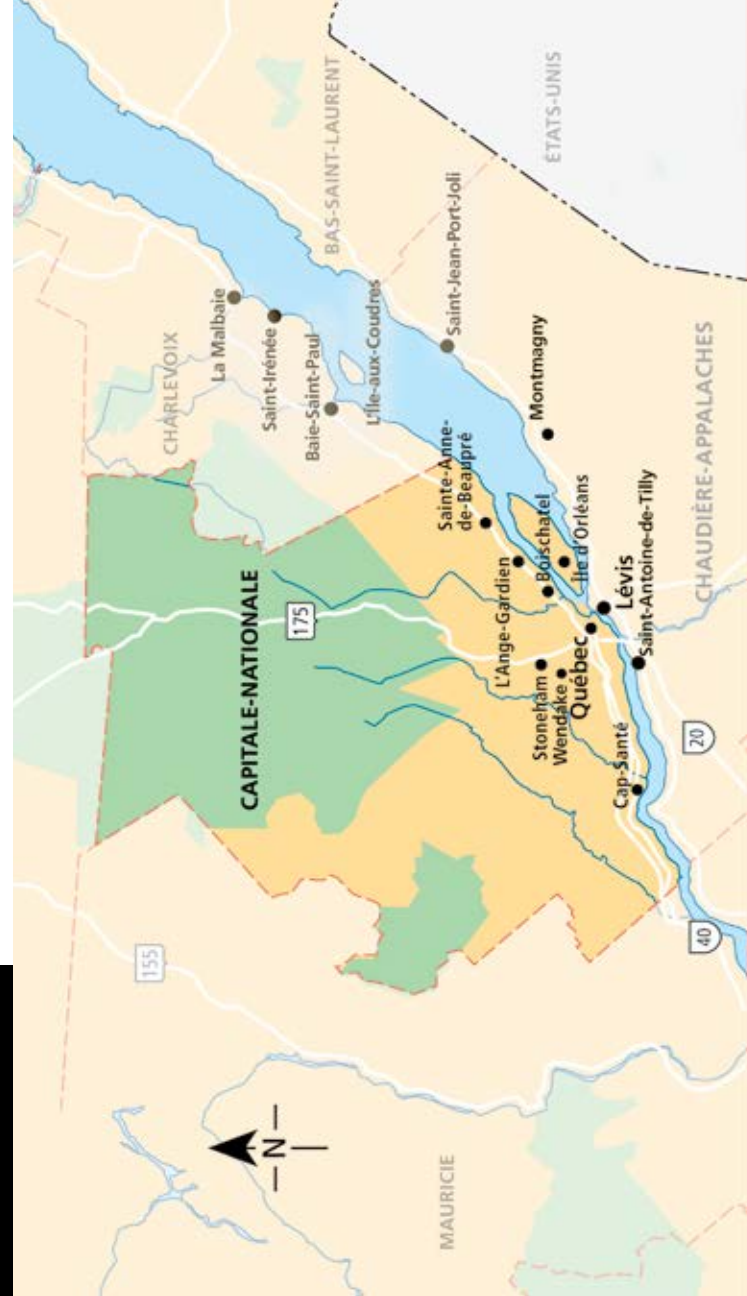 CAPITALE-NATIONALE
175
155
N
MAURICIE
CHARLEVOIX
La Malbaie
Saint-Irénée
Baie-Saint-Paul
L'Île-aux-Coudres
BAS-SAINT-LAURENT
ÉTATS-UNIS
Saint-Jean-Port-Joli
Montmagny
Sainte-Anne-
de-Beaupré
L'Ange-Gardien
Boischatel
Île d'Orléans
Stoneham
Wendake
Québec
Lévis
Saint-Antoine-de-Tilly
Cap-Santé
CHAUDIÈRE-APPALACHES
20
40